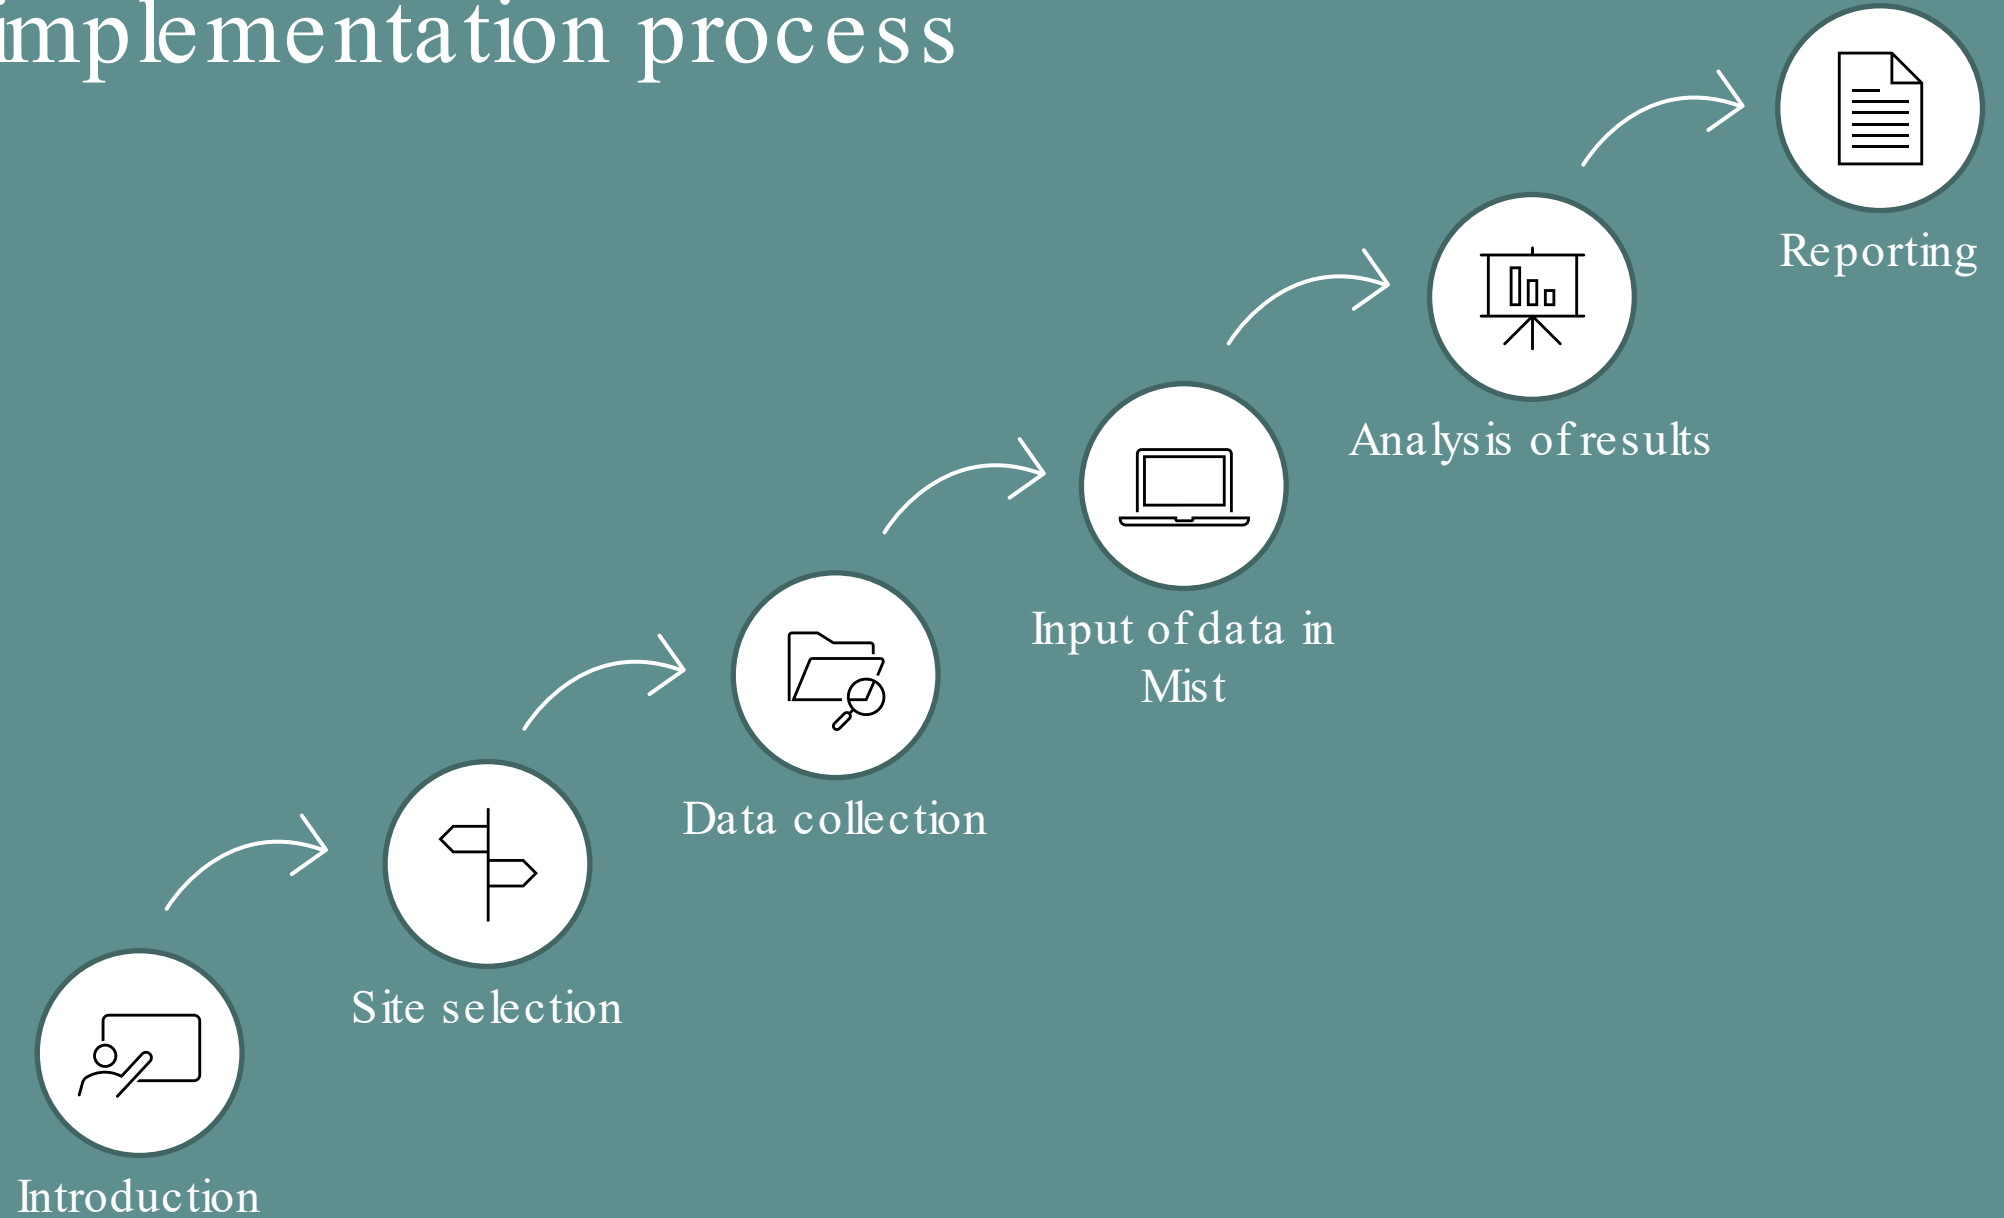 implementation process
Reporting
Analysis of results
Input of data in
Mist
Data collection
Site selection
Introduction